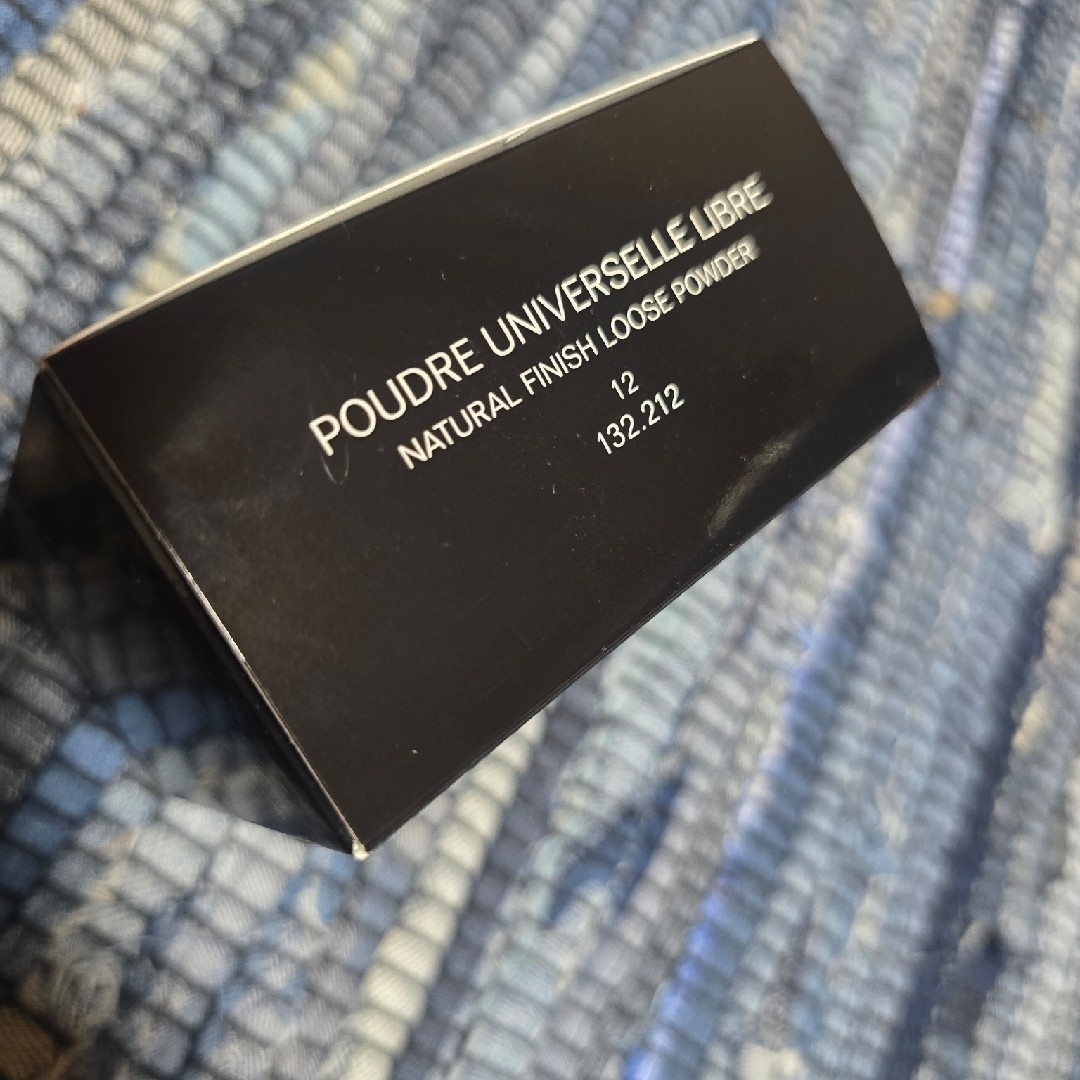 POUDRE UNIVERSELLE LIBRE
NATURAL FINISH LOOSE POWDER
12
132.212